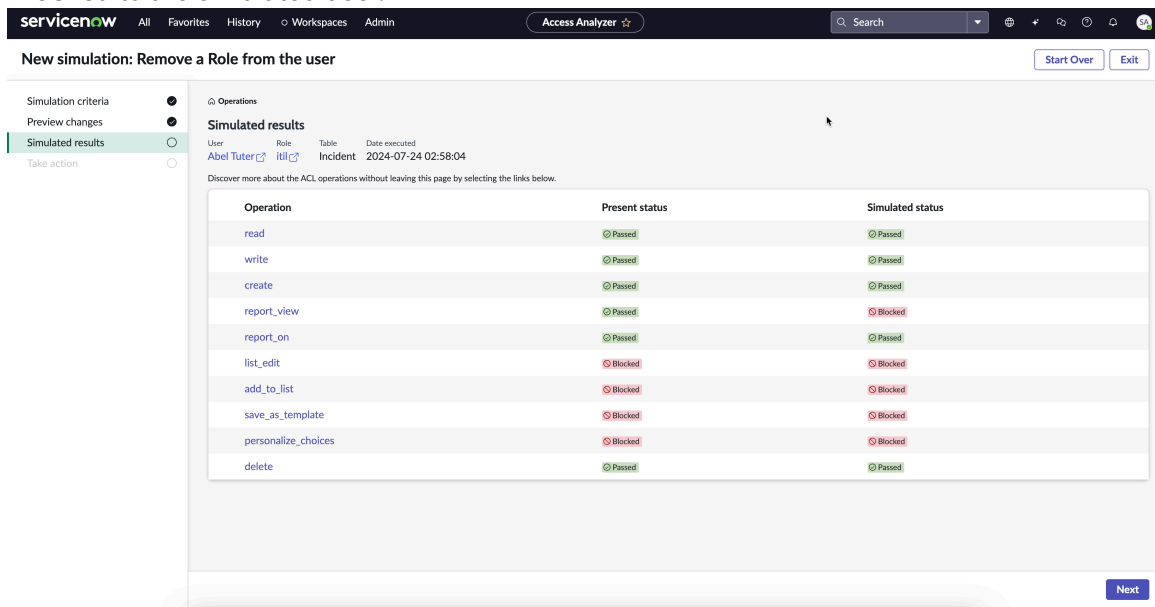 servicenow All Favorites History Workspaces Admin Access Analyzer Search SA
New simulation: Remove a Role from the user Start Over Exit
Simulation criteria
Preview changes
Simulated results
Take action
Operations
Simulated results
User Role Table Date executed
Abel Tuter itil Incident 2024-07-24 02:58:04
Discover more about the ACL operations without leaving this page by selecting the links below.
Operation Present status Simulated status
read Passed Passed
write Passed Passed
create Passed Passed
report_view Passed Blocked
report_on Passed Passed
list_edit Blocked Blocked
add_to_list Blocked Blocked
save_as_template Blocked Blocked
personalize_choices Blocked Blocked
delete Passed Passed
Next